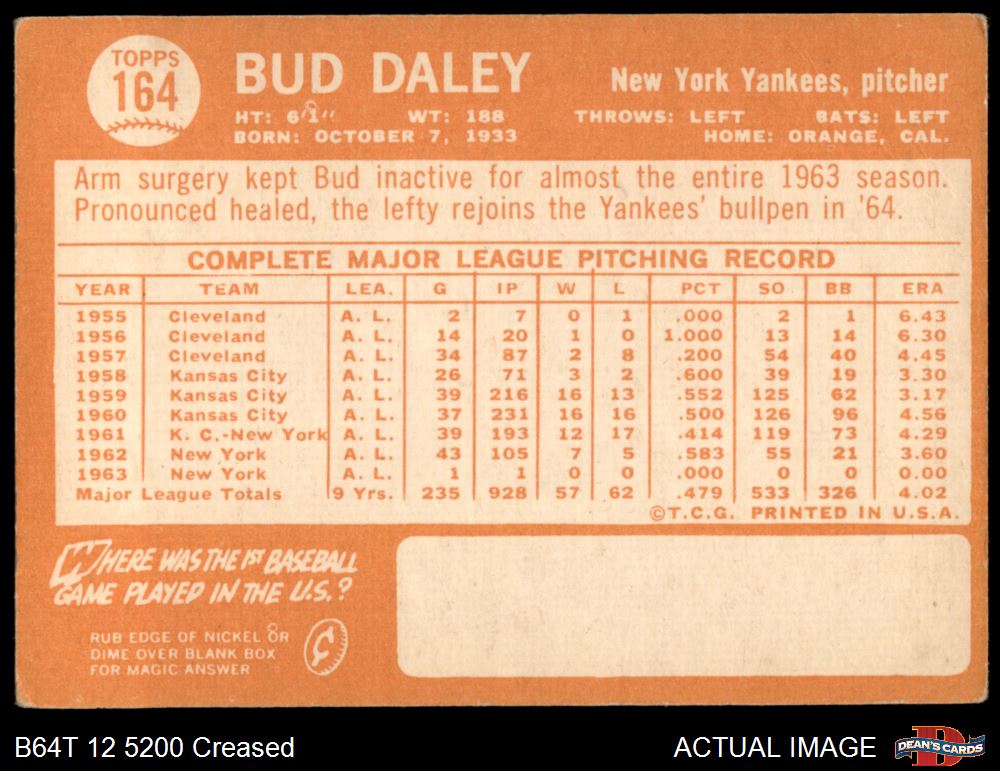 TOPPS
164
BUD DALEY
New York Yankees, pitcher
HT: 6'1" WT: 188 THROWS: LEFT BATS: LEFT
BORN: OCTOBER 7, 1933 HOME: ORANGE, CAL.
Arm surgery kept Bud inactive for almost the entire 1963 season.
Pronounced healed, the lefty rejoins the Yankees' bullpen in '64.
COMPLETE MAJOR LEAGUE PITCHING RECORD
YEAR TEAM LEA. G IP W L PCT SO BB ERA
1955 Cleveland A. L. 2 7 0 1 .000 2 1 6.43
1956 Cleveland A. L. 14 20 1 0 1.000 13 14 6.30
1957 Cleveland A. L. 34 87 2 8 .200 54 40 4.45
1958 Kansas City A. L. 26 71 3 2 .600 39 19 3.30
1959 Kansas City A. L. 39 216 16 13 .552 125 62 3.17
1960 Kansas City A. L. 37 231 16 16 .500 126 96 4.56
1961 K. C.-New York A. L. 39 193 12 17 .414 119 73 4.29
1962 New York A. L. 43 105 7 5 .583 55 21 3.60
1963 New York A. L. 1 1 0 0 .000 0 0 0.00
Major League Totals 9 Yrs. 235 928 57 62 .479 533 326 4.02
©T.C.G. PRINTED IN U.S.A.
WHERE WAS THE 1ST BASEBALL
GAME PLAYED IN THE U.S.?
RUB EDGE OF NICKEL OR
DIME OVER BLANK BOX
FOR MAGIC ANSWER
¢
B64T 12 5200 Creased
ACTUAL IMAGE
DEAN'S CARDS